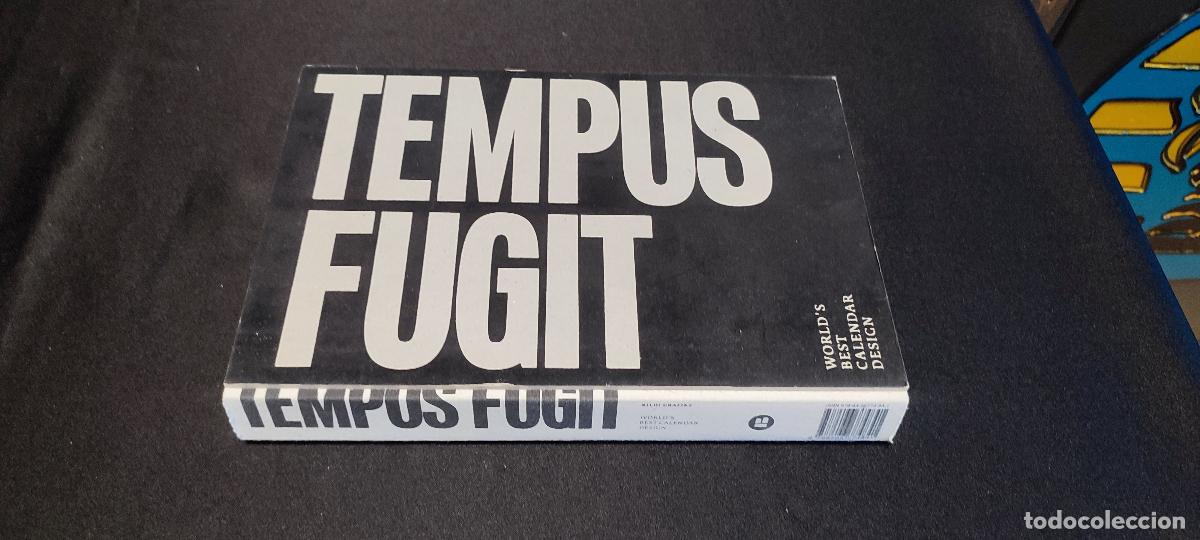 TEMPUS
FUGIT
WORLD'S
BEST
CALENDAR
DESIGN
TEMPUS FUGIT
WORLD'S
BEST CALENDAR
DESIGN
todocoleccion